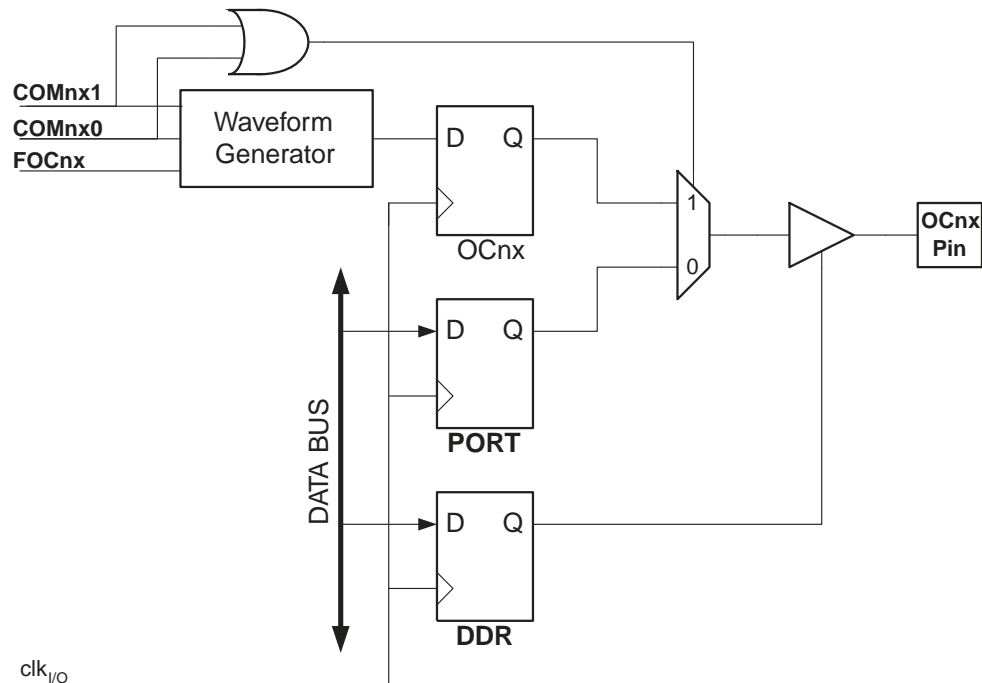 COMnx1
COMnx0
FOCnx
Waveform
Generator
D Q
OCnx
1
0
OCnx
Pin
DATA BUS
D Q
PORT
D Q
DDR
clkI/O